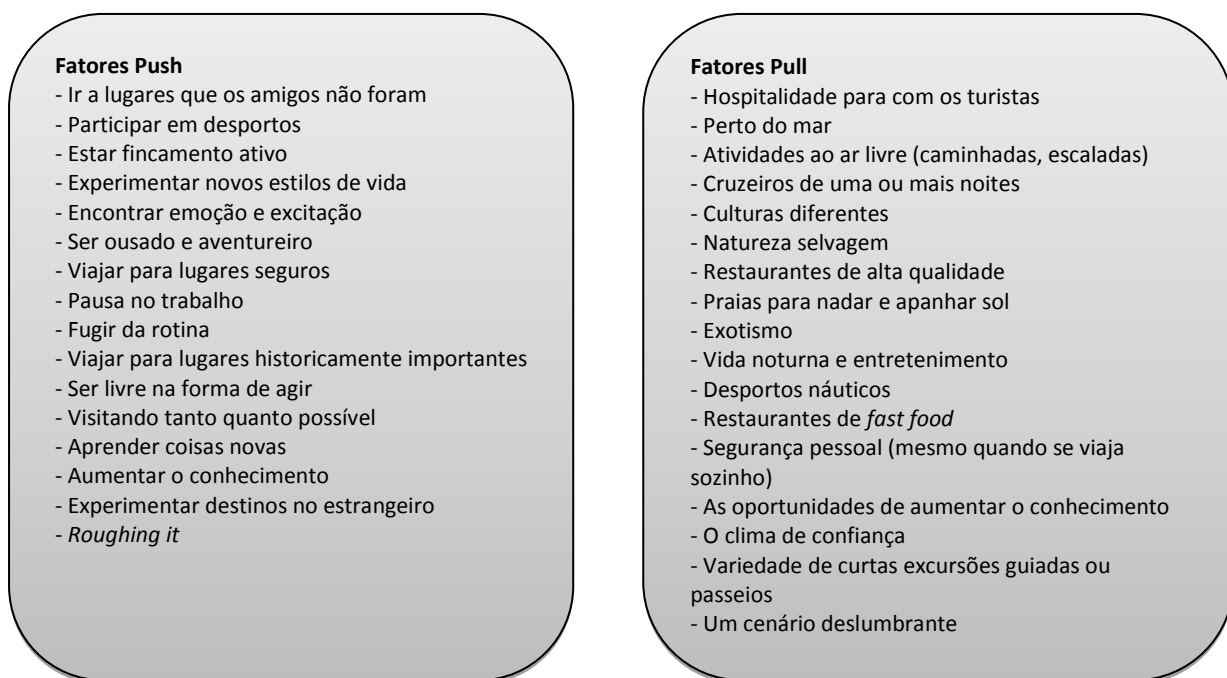 Fatores Push
- Ir a lugares que os amigos não foram
- Participar em desportos
- Estar fincamento ativo
- Experimentar novos estilos de vida
- Encontrar emoção e excitação
- Ser ousado e aventureiro
- Viajar para lugares seguros
- Pausa no trabalho
- Fugir da rotina
- Viajar para lugares historicamente importantes
- Ser livre na forma de agir
- Visitando tanto quanto possível
- Aprender coisas novas
- Aumentar o conhecimento
- Experimentar destinos no estrangeiro
- Roughing it
Fatores Pull
- Hospitalidade para com os turistas
- Perto do mar
- Atividades ao ar livre (caminhadas, escaladas)
- Cruzeiros de uma ou mais noites
- Culturas diferentes
- Natureza selvagem
- Restaurantes de alta qualidade
- Praias para nadar e apanhar sol
- Exotismo
- Vida noturna e entretenimento
- Desportos náuticos
- Restaurantes de fast food
- Segurança pessoal (mesmo quando se viaja
sozinho)
- As oportunidades de aumentar o conhecimento
- O clima de confiança
- Variedade de curtas excursões guiadas ou
passeios
- Um cenário deslumbrante